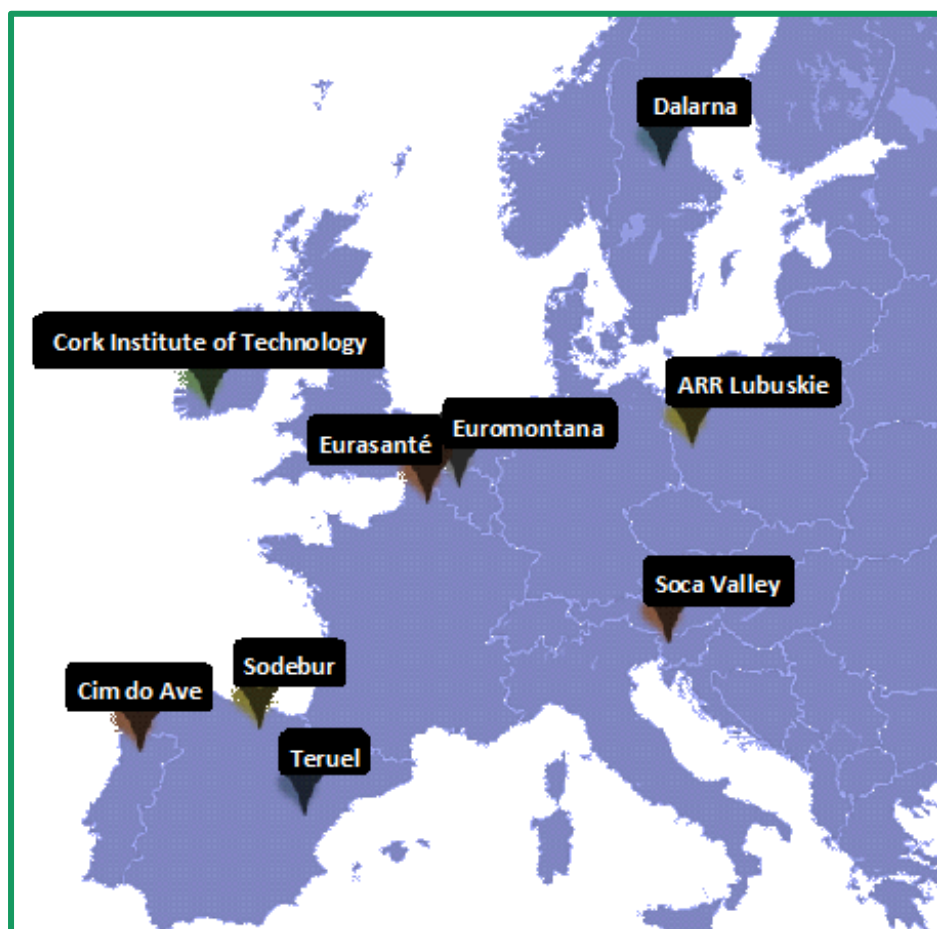 Dalarna
Cork Institute of Technology
ARR Lubuskie
Euromontana
Eurasanté
Soca Valley
Sodebur
Cim do Ave
Teruel